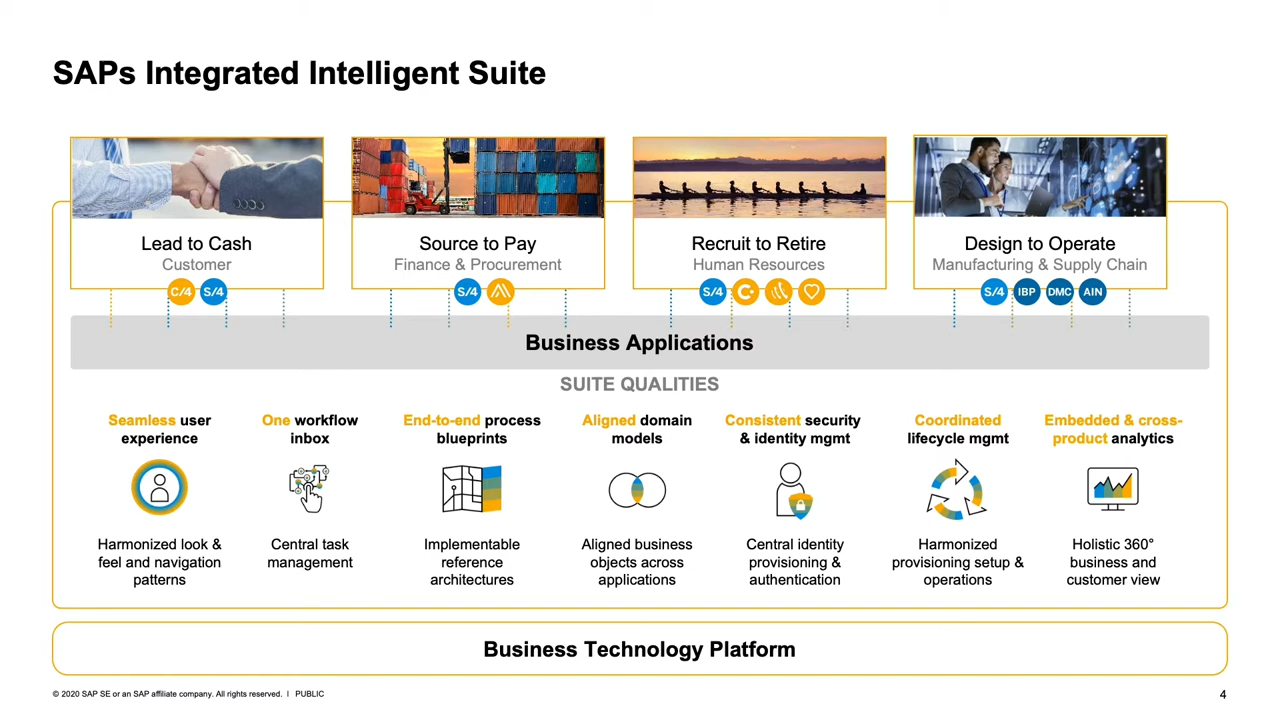 SAPs Integrated Intelligent Suite
Lead to Cash
Customer
C/4 S/4
Source to Pay
Finance & Procurement
S/4
Recruit to Retire
Human Resources
S/4
Design to Operate
Manufacturing & Supply Chain
S/4 IBP DMC AIN
Business Applications
SUITE QUALITIES
Seamless user
experience
Harmonized look &
feel and navigation
patterns
One workflow
inbox
Central task
management
End-to-end process
blueprints
Implementable
reference
architectures
Aligned domain
models
Aligned business
objects across
applications
Consistent security
& identity mgmt
Central identity
provisioning &
authentication
Coordinated
lifecycle mgmt
Harmonized
provisioning setup &
operations
Embedded & cross-
product analytics
Holistic 360°
business and
customer view
Business Technology Platform
© 2020 SAP SE or an SAP affiliate company. All rights reserved. I PUBLIC
4